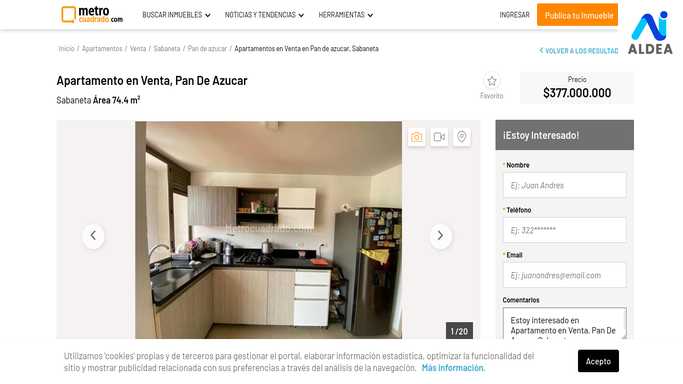 metro
cuadrado.com
BUSCAR INMUEBLES
NOTICIAS Y TENDENCIAS
HERRAMIENTAS
INGRESAR
Publica tu Inmueble
ALDEA
Inicio / Apartamentos / Venta / Sabaneta / Pan de azucar / Apartamentos en Venta en Pan de azucar, Sabaneta
VOLVER A LOS RESULTAD
Apartamento en Venta, Pan De Azucar
Sabaneta Área 74.4 m²
Favorito
Precio
$377.000.000
¡Estoy Interesado!
* Nombre
Ej: Juan Andres
* Teléfono
Ej: 322*******
* Email
Ej: juanandres@email.com
Comentarios
Estoy interesado en
Apartamento en Venta, Pan De
Metrocuadrado.com
1 / 20
Utilizamos 'cookies' propias y de terceros para gestionar el portal, elaborar información estadística, optimizar la funcionalidad del
sitio y mostrar publicidad relacionada con sus preferencias a través del análisis de la navegación. Más información.
Acepto